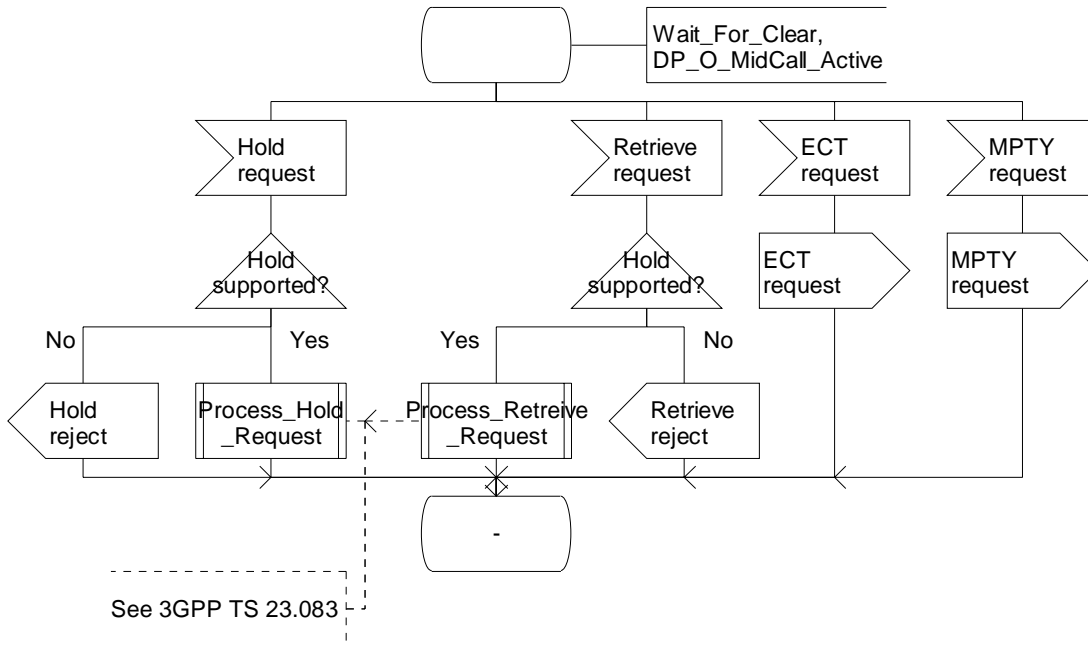 Wait_For_Clear,
DP_O_MidCall_Active
Hold
request
Retrieve
request
ECT
request
MPTY
request
Hold
supported?
Hold
supported?
ECT
request
MPTY
request
No
Yes
Yes
No
Hold
reject
Process_Hold
_Request
Process_Retreive
_Request
Retrieve
reject
-
See 3GPP TS 23.083